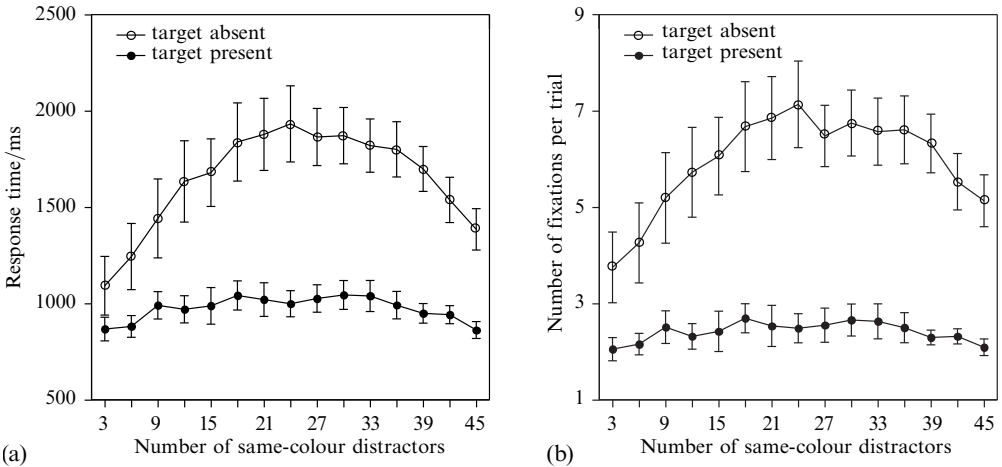 2500
target absent
target present
2000
1500
1000
500
Response time/ms
3 9 15 21 27 33 39 45
Number of same-colour distractors
(a)
9
target absent
target present
7
5
3
1
Number of fixations per trial
3 9 15 21 27 33 39 45
Number of same-colour distractors
(b)